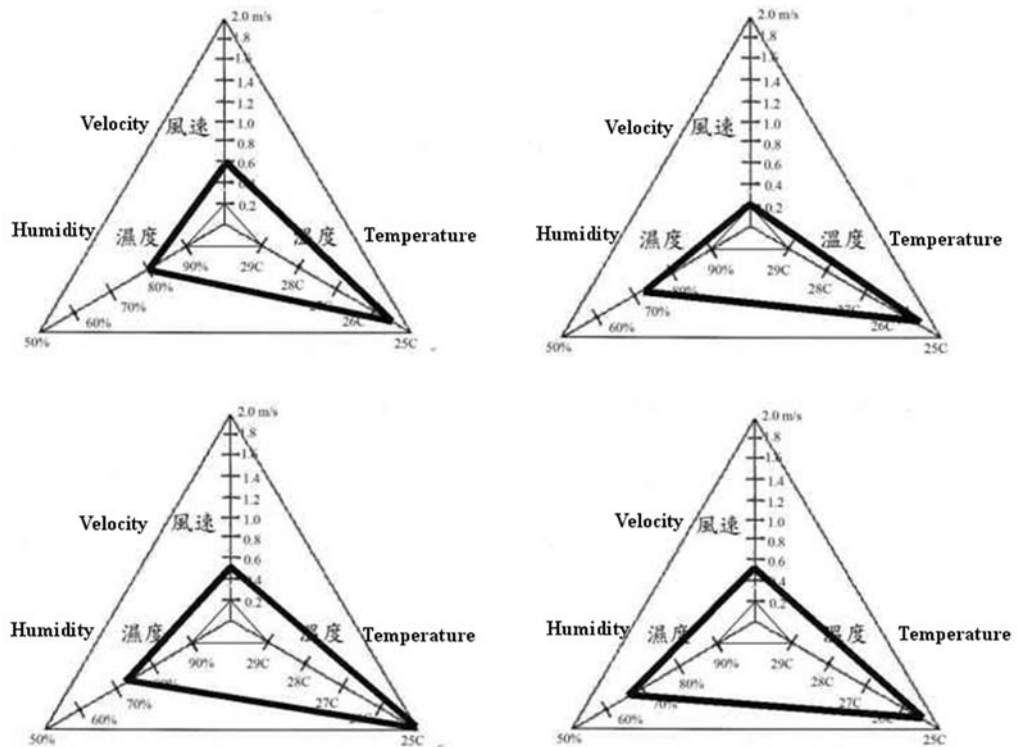 2.0 m/s
1.8
1.6
1.4
1.2
Velocity 風速 1.0
0.8
0.6
0.4
0.2
Humidity 濕度 溫度 Temperature
90% 29C
80% 28C
70%
60% 26C
50% 25C
2.0 m/s
1.8
1.6
1.4
1.2
Velocity 風速 1.0
0.8
0.6
0.4
0.2
Humidity 濕度 溫度 Temperature
90% 29C
80% 28C
70% 27C
60% 26C
50% 25C
2.0 m/s
1.8
1.6
1.4
1.2
Velocity 風速 1.0
0.8
0.6
0.4
0.2
Humidity 濕度 溫度 Temperature
90% 29C
28C
70% 27C
60%
50% 25C
2.0 m/s
1.8
1.6
1.4
1.2
Velocity 風速 1.0
0.8
0.6
0.4
0.2
Humidity 濕度 溫度 Temperature
90% 29C
80% 28C
70% 27C
60% 26C
50% 25C